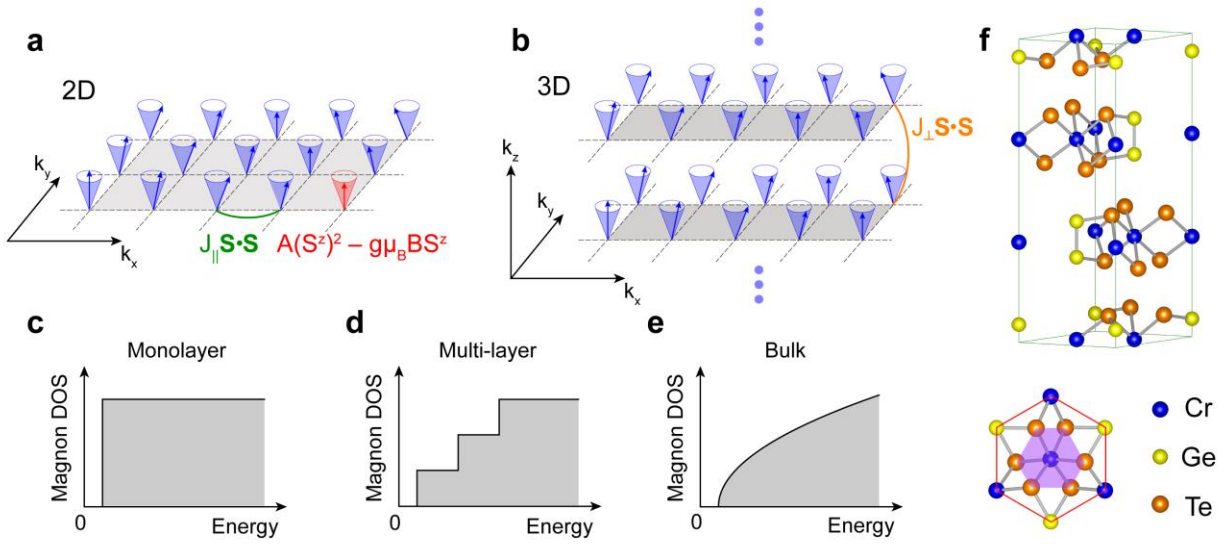 a
2D
k_y
k_x
J_||S•S
A(S^z)^2 – gμ_BBS^z
b
3D
k_z
k_y
k_x
J_⊥S•S
c
Monolayer
Magnon DOS
0
Energy
d
Multi-layer
Magnon DOS
0
Energy
e
Bulk
Magnon DOS
0
Energy
f
Cr
Ge
Te